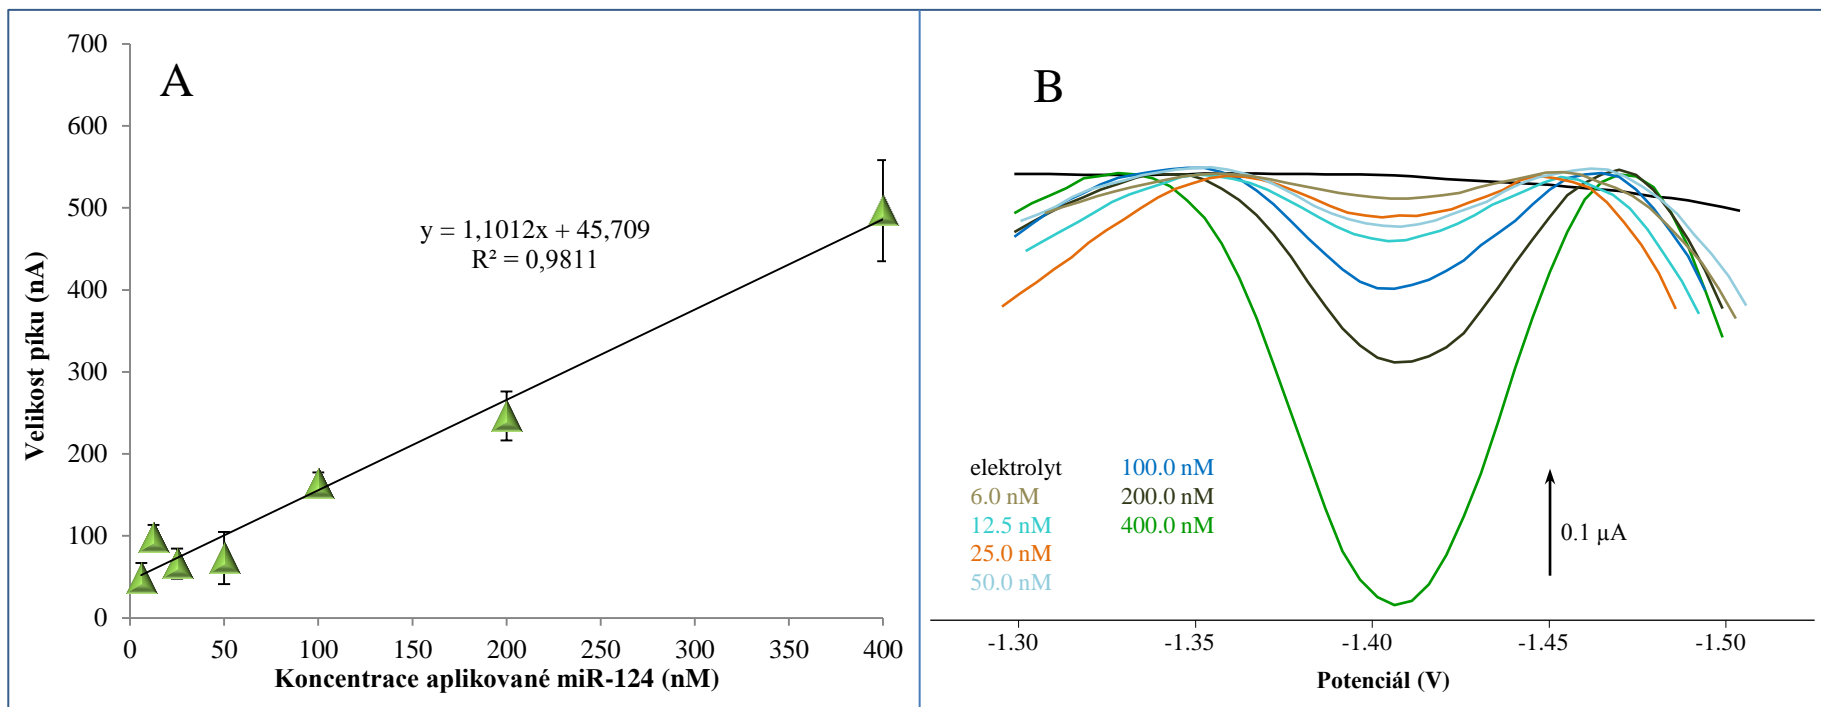 A
700
600
500
400
300
200
100
0
y = 1,1012x + 45,709
R² = 0,9811
0 50 100 150 200 250 300 350 400
Velikost píku (nA)
Koncentrace aplikované miR-124 (nM)
B
elektrolyt
6.0 nM
12.5 nM
25.0 nM
50.0 nM
100.0 nM
200.0 nM
400.0 nM
0.1 µA
-1.30 -1.35 -1.40 -1.45 -1.50
Potenciál (V)